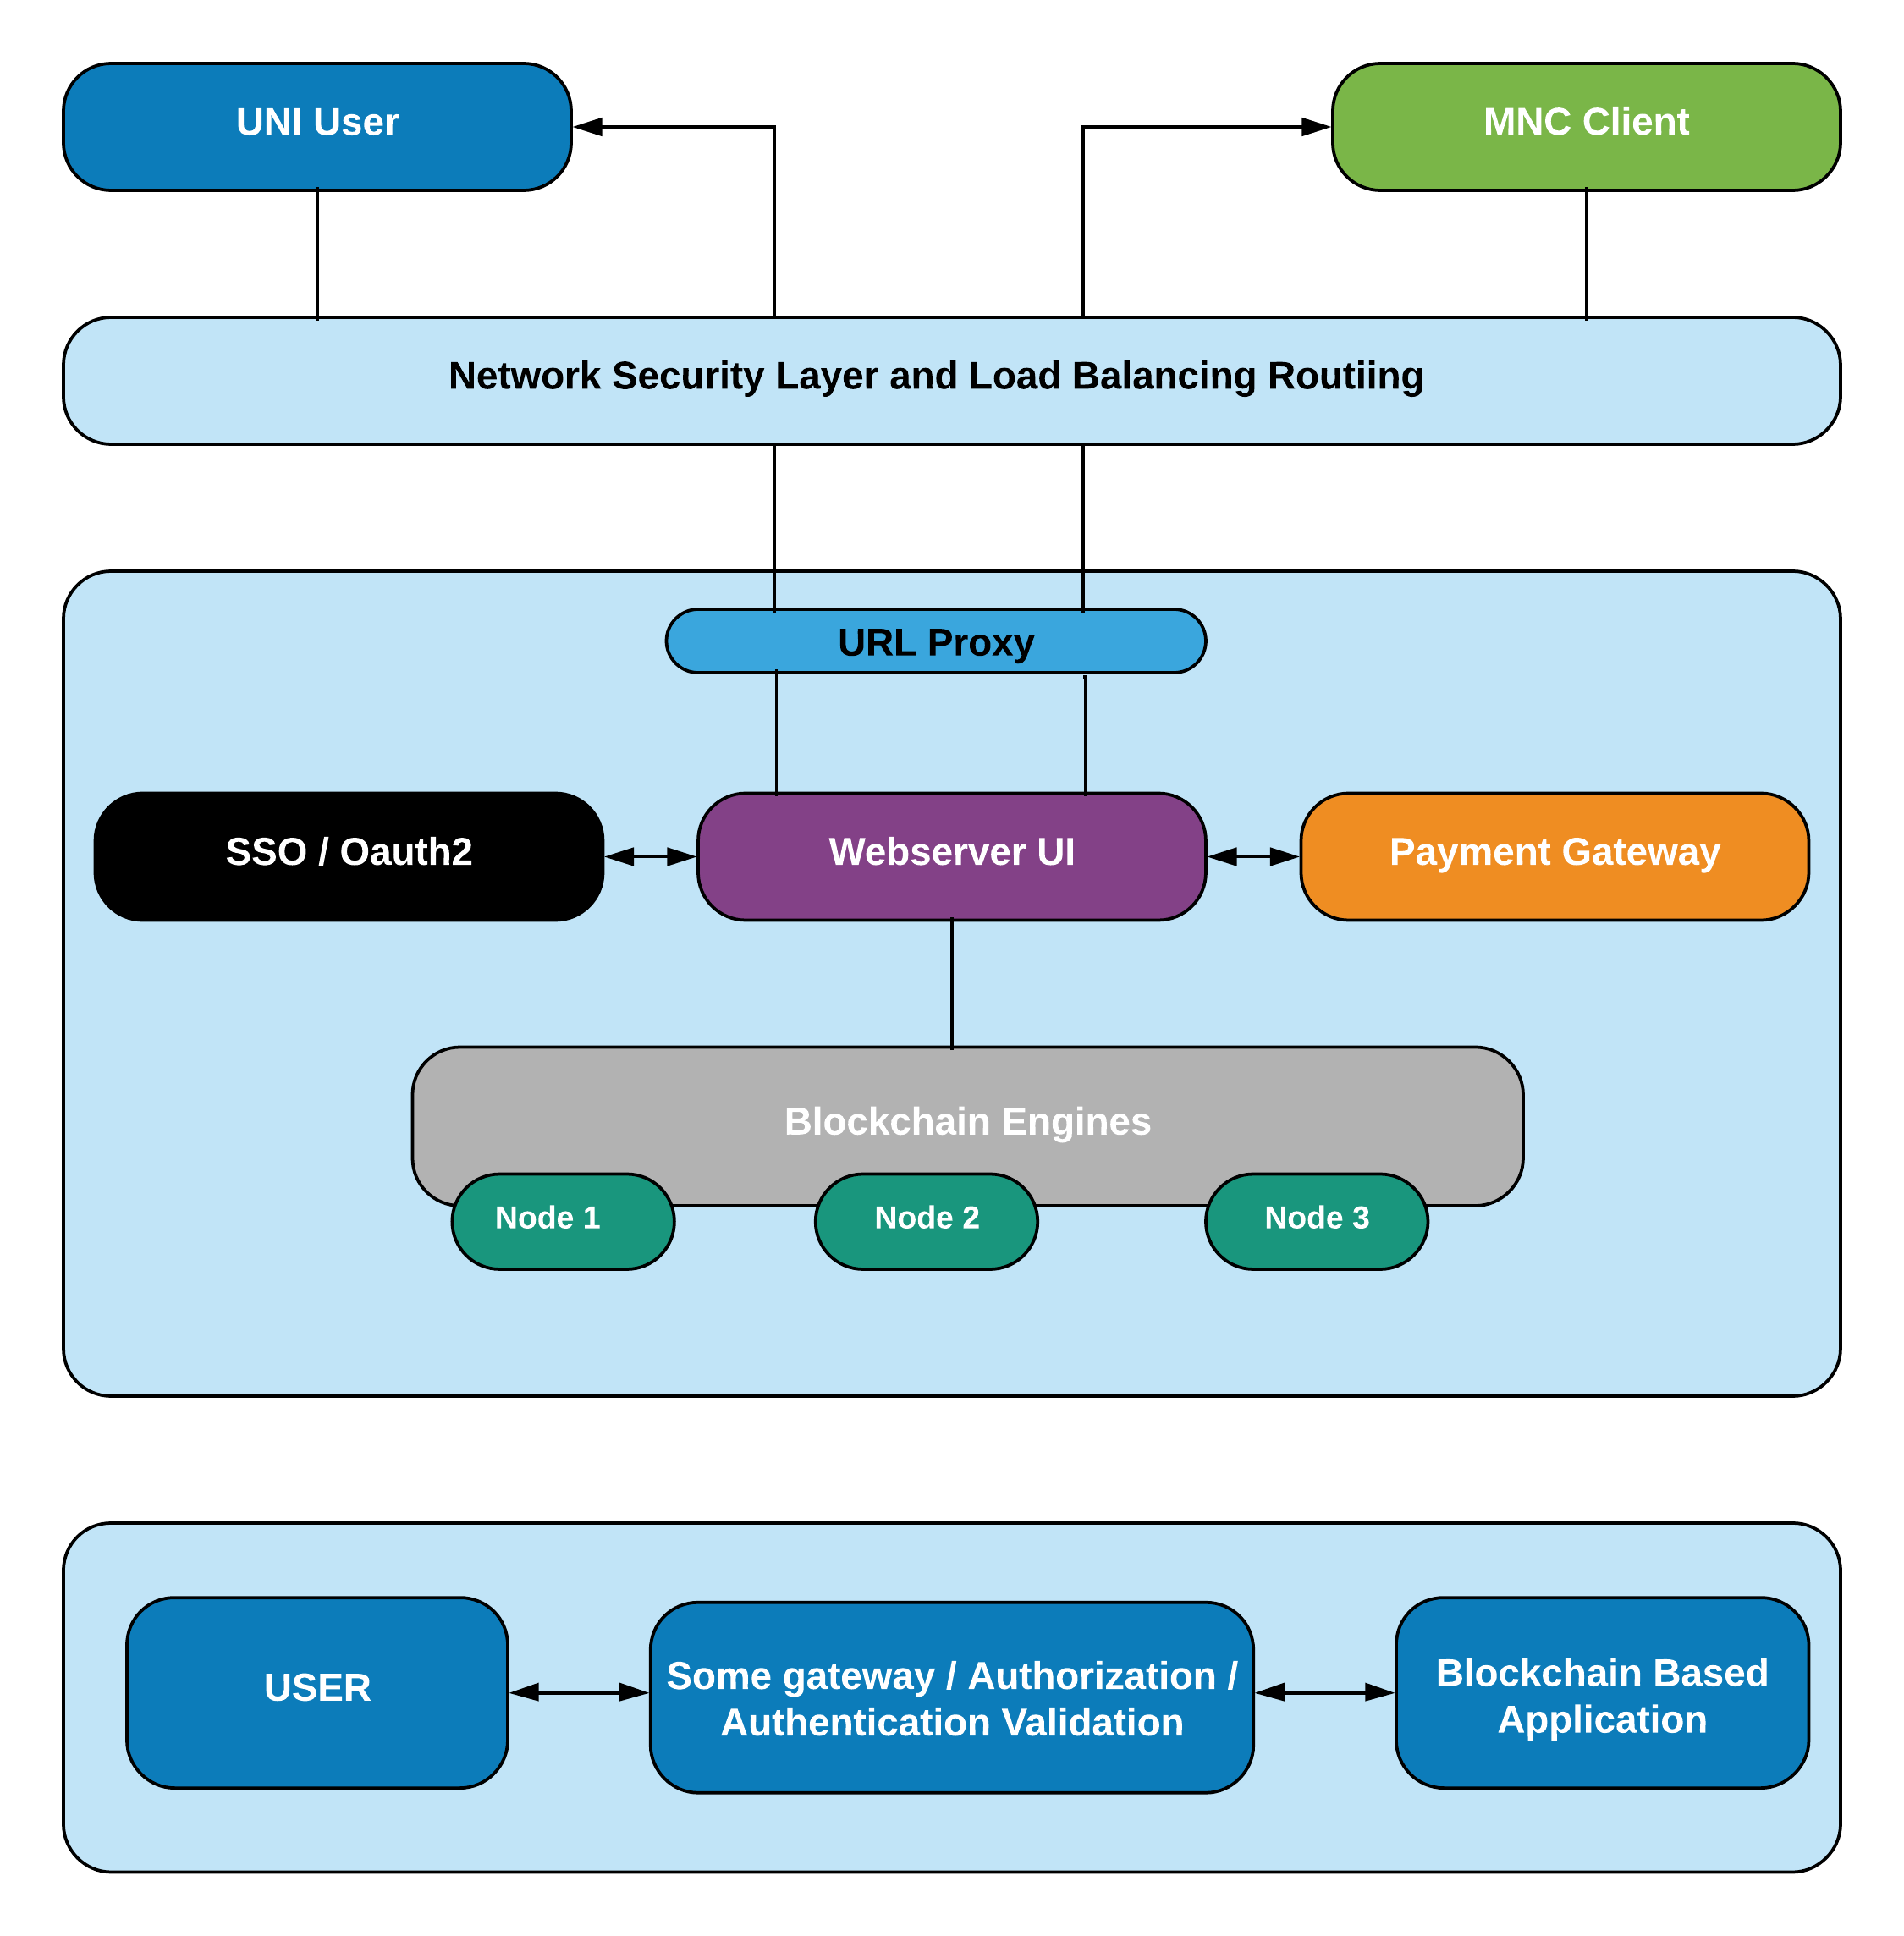 UNI User
MNC Client
Network Security Layer and Load Balancing Routiing
URL Proxy
SSO / Oauth2
Webserver UI
Payment Gateway
Blockchain Engines
Node 1
Node 2
Node 3
USER
Some gateway / Authorization /
Authentication Validation
Blockchain Based
Application